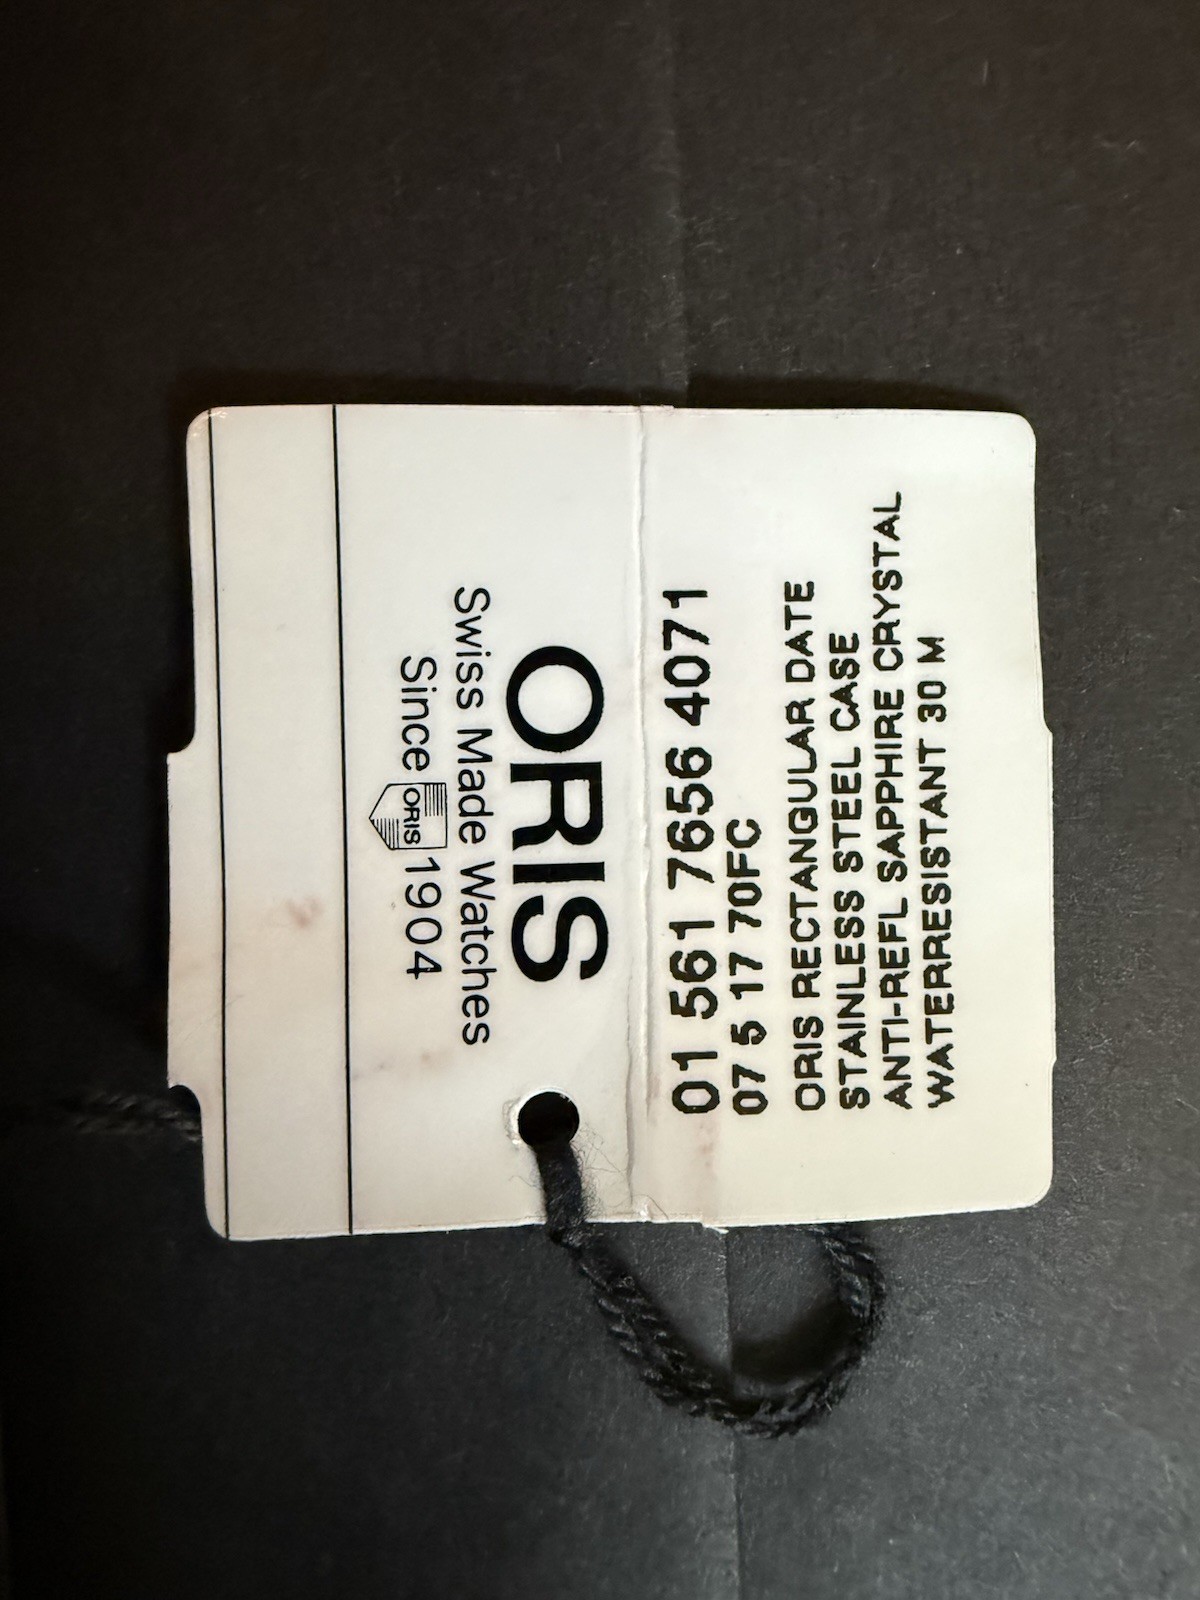 ORIS
Swiss Made Watches
Since ORIS 1904
01 561 7656 4071
07 5 17 70FC
ORIS RECTANGULAR DATE
STAINLESS STEEL CASE
ANTI-REFL SAPPHIRE CRYSTAL
WATERRESISTANT 30 M